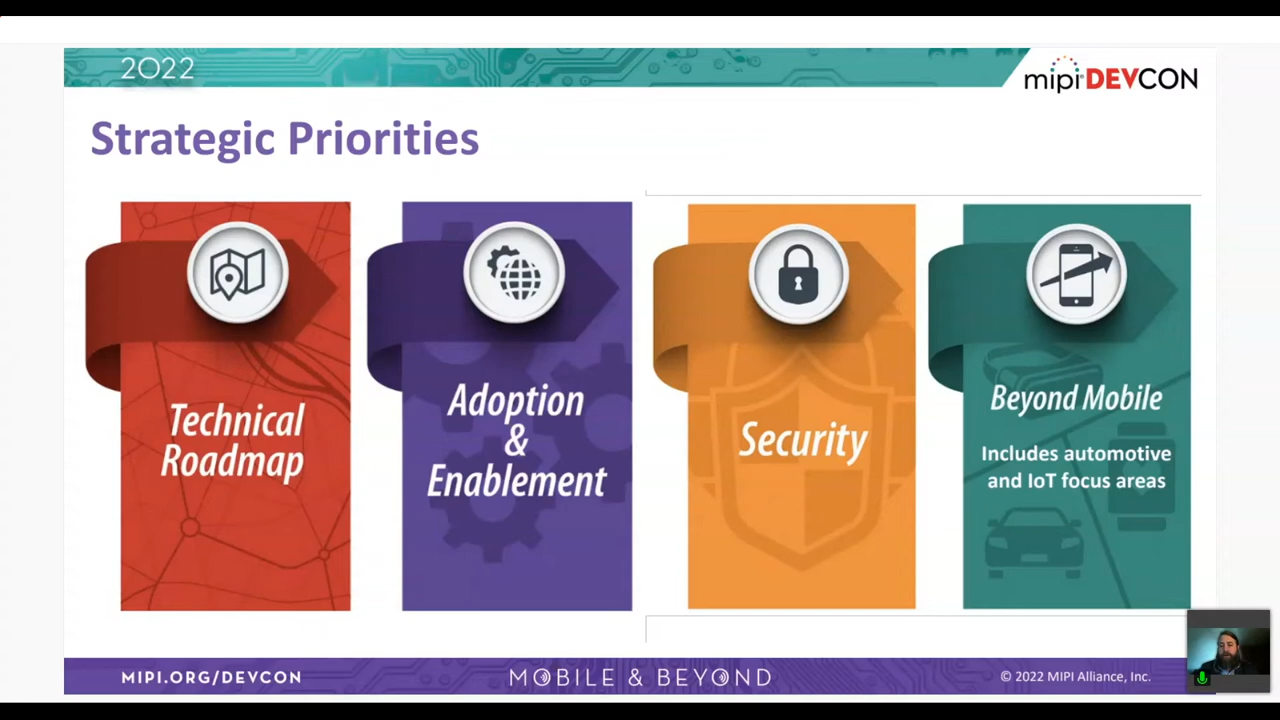 2022
mipi DEVCON
Strategic Priorities
Technical
Roadmap
Adoption
&
Enablement
Security
Beyond Mobile
Includes automotive
and IoT focus areas
MIPI.ORG/DEVCON
MOBILE & BEYOND
© 2022 MIPI Alliance, Inc.